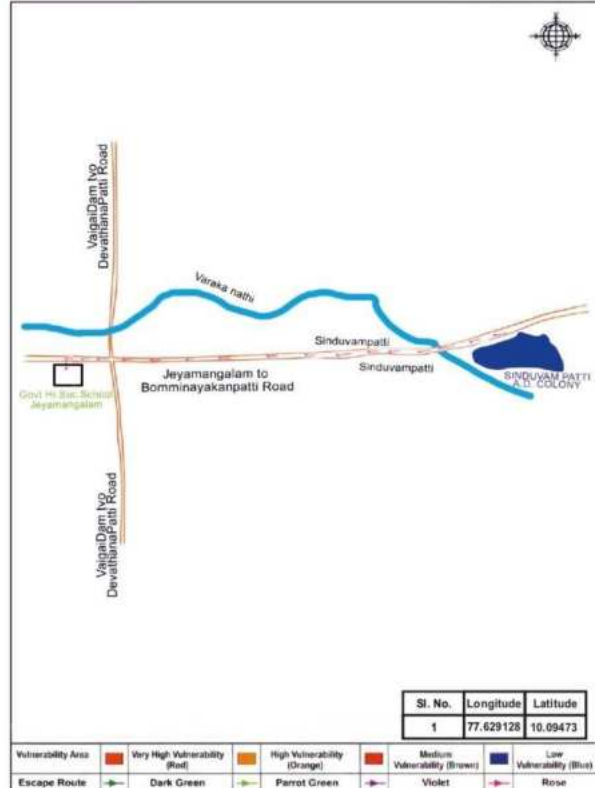 VaigaiDam tvo
DevathanaPatti Road
Varaka nathi
Sinduvampatti
Sinduvampatti
Jeyamangalam to
Bomminayakanpatti Road
Govt Hr Sec School
Jeyamangalam
SINDUVAM PATTI
A.D. COLONY
VaigaiDam tvo
DevathanaPatti Road
Sl. No. Longitude Latitude
1 77.629128 10.09473
Vulnerability Area Very High Vulnerability (Red) High Vulnerability (Orange) Medium Vulnerability (Brown) Low Vulnerability (Blue)
Escape Route Dark Green Parrot Green Violet Rose